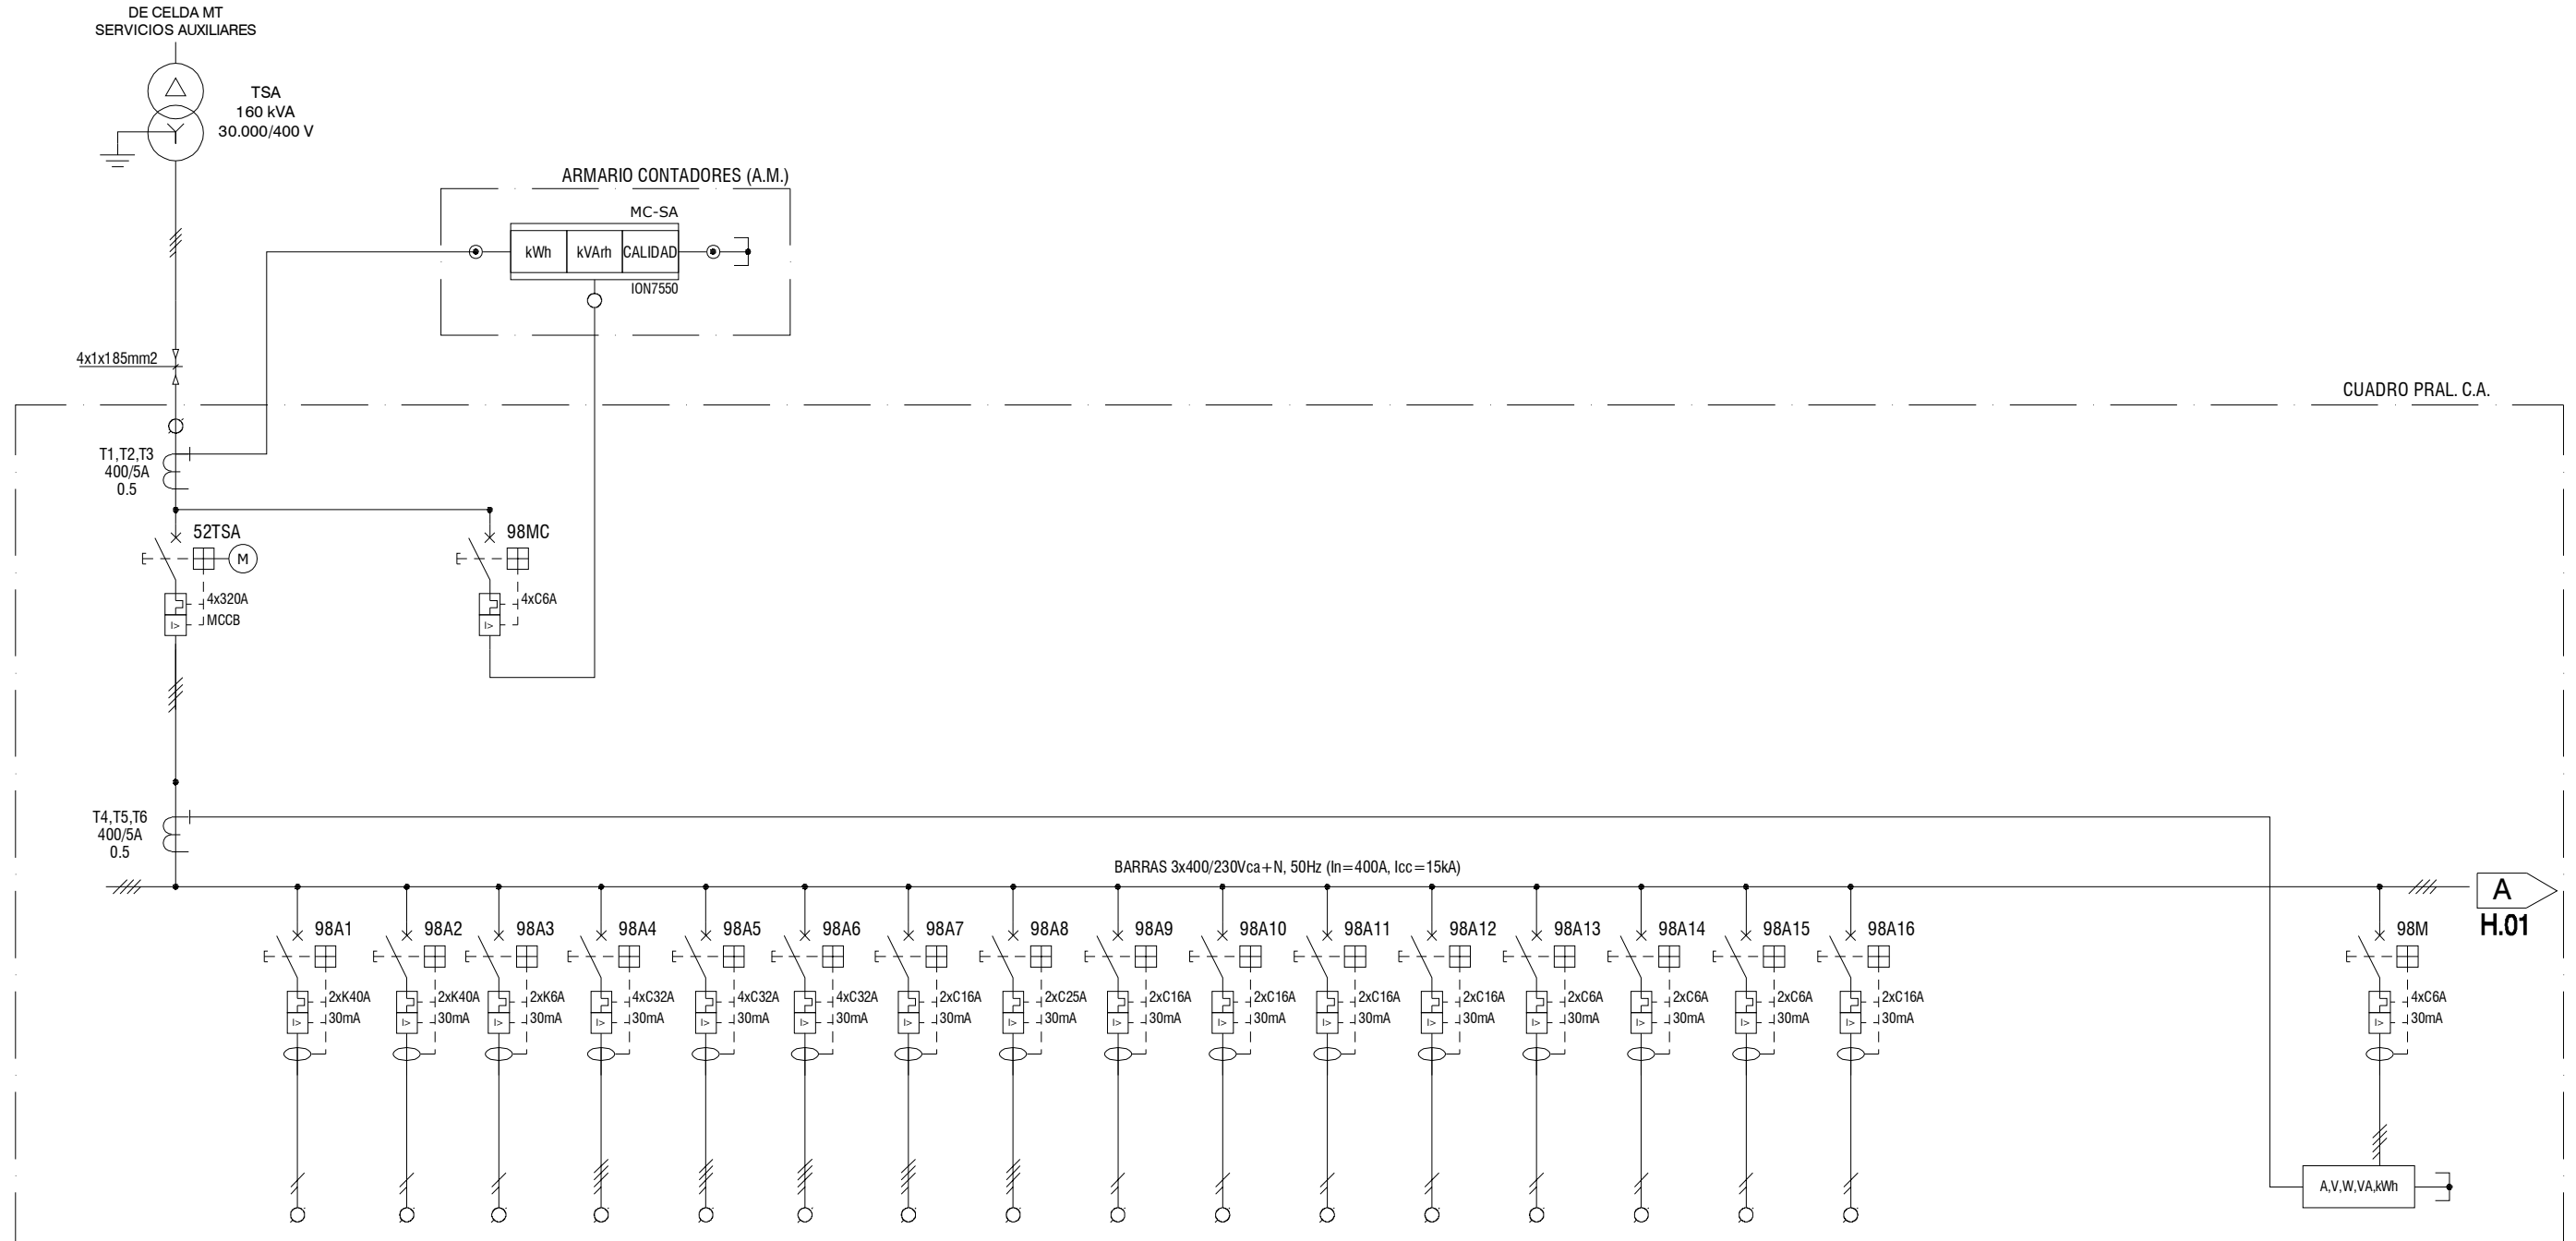 DE CELDA MT
SERVICIOS AUXILIARES
TSA
160 kVA
30.000/400 V
ARMARIO CONTADORES (A.M.)
MC-SA
kWh
kVArh
CALIDAD
ION7550
4x1x185mm2
CUADRO PRAL. C.A.
T1,T2,T3
400/5A
0.5
52TSA
M
4x320A
I>
MCCB
98MC
4xC6A
I>
T4,T5,T6
400/5A
0.5
BARRAS 3x400/230Vca+N, 50Hz (In=400A, Icc=15kA)
A
H.01
98A1
2xK40A
I>
30mA
98A2
2xK40A
I>
30mA
98A3
2xK6A
I>
30mA
98A4
4xC32A
I>
30mA
98A5
4xC32A
I>
30mA
98A6
4xC32A
I>
30mA
98A7
2xC16A
I>
30mA
98A8
2xC25A
I>
30mA
98A9
2xC16A
I>
30mA
98A10
2xC16A
I>
30mA
98A11
2xC16A
I>
30mA
98A12
2xC16A
I>
30mA
98A13
2xC6A
I>
30mA
98A14
2xC6A
I>
30mA
98A15
2xC6A
I>
30mA
98A16
2xC16A
I>
30mA
98M
4xC6A
I>
30mA
A,V,W,VA,kWh